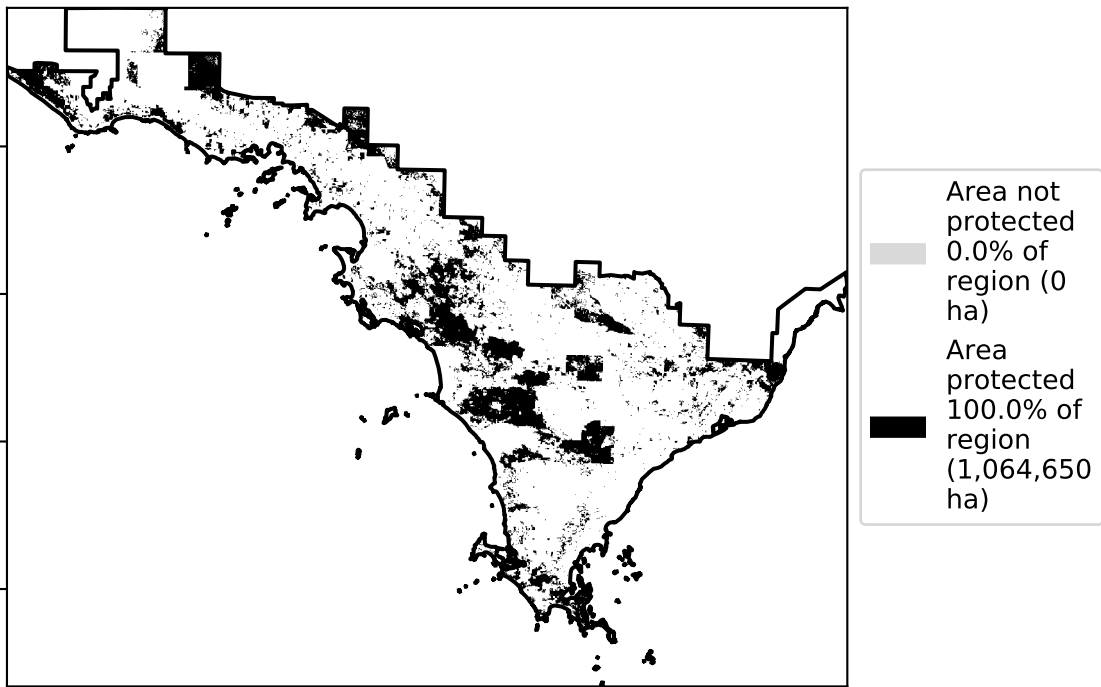 Area not
protected
0.0% of
region (0
ha)
Area
protected
100.0% of
region
(1,064,650
ha)